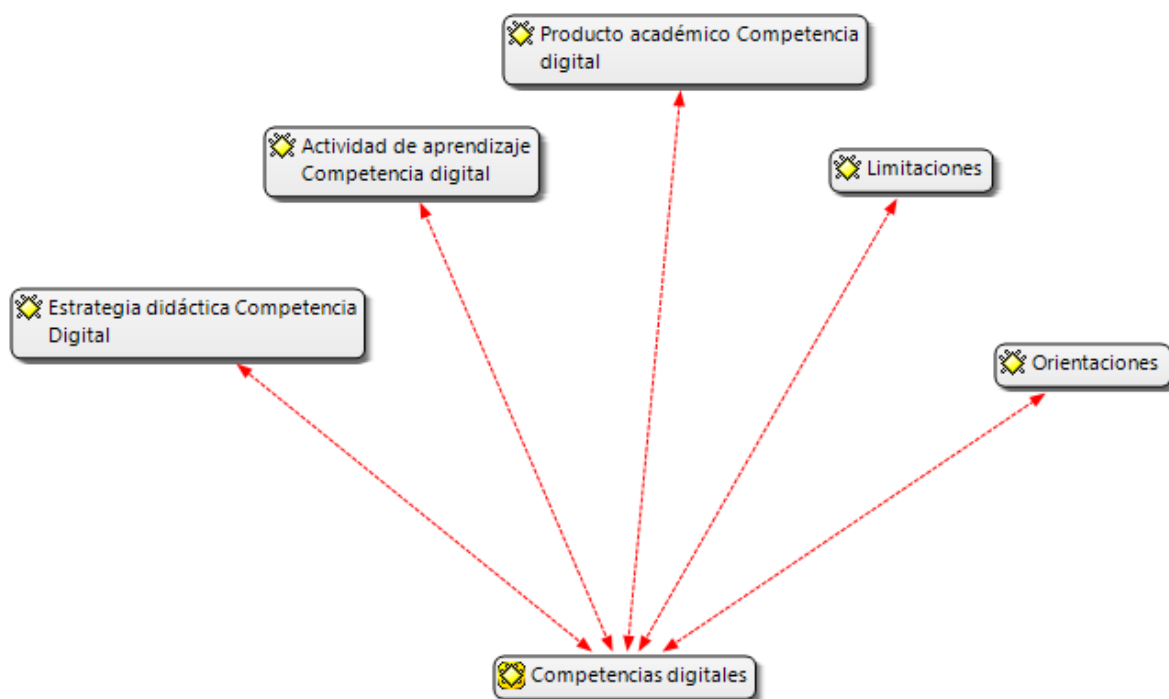 Producto académico Competencia
digital
Actividad de aprendizaje
Competencia digital
Limitaciones
Estrategia didáctica Competencia
Digital
Orientaciones
Competencias digitales